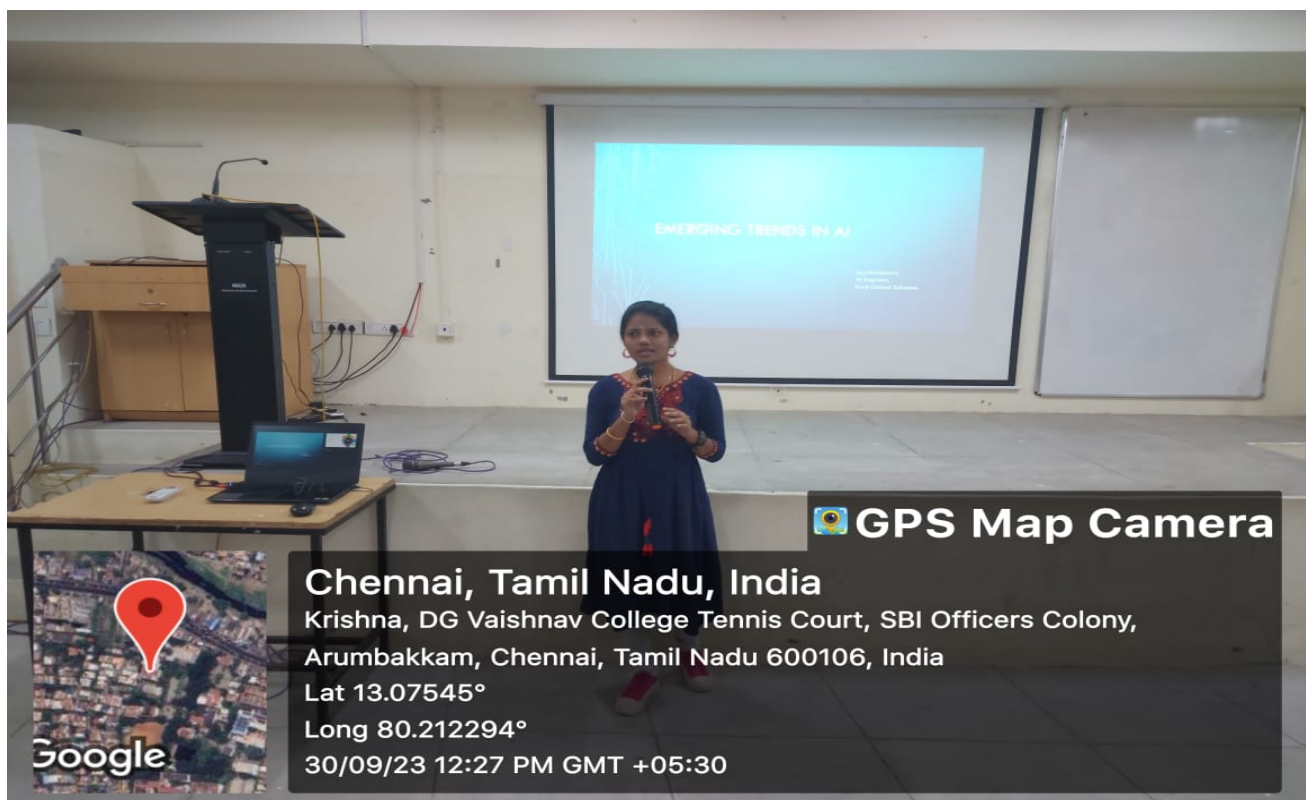 EMERGING TRENDS IN AI
GPS Map Camera
Chennai, Tamil Nadu, India
Krishna, DG Vaishnav College Tennis Court, SBI Officers Colony,
Arumbakkam, Chennai, Tamil Nadu 600106, India
Lat 13.07545°
Long 80.212294°
30/09/23 12:27 PM GMT +05:30
Google